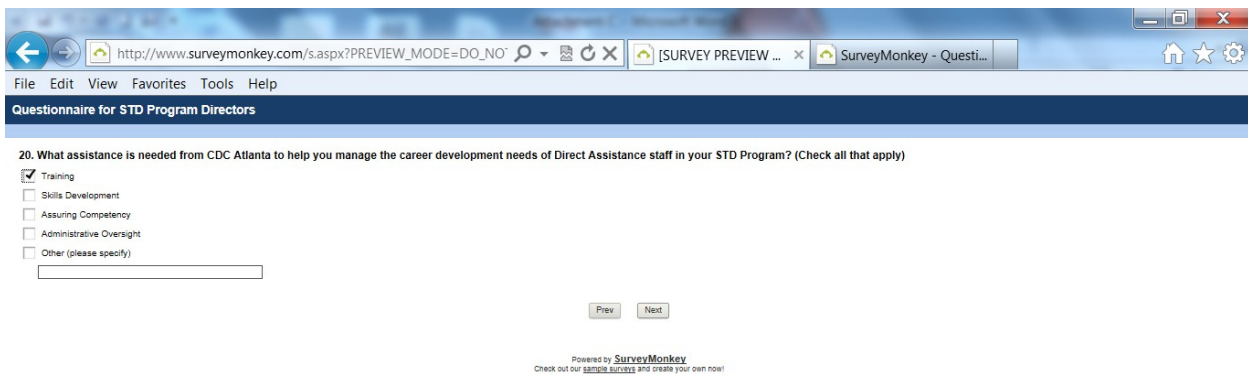 http://www.surveymonkey.com/s.aspx?PREVIEW_MODE=DO_NO
[SURVEY PREVIEW ...
SurveyMonkey - Questi...
File Edit View Favorites Tools Help
Questionnaire for STD Program Directors
20. What assistance is needed from CDC Atlanta to help you manage the career development needs of Direct Assistance staff in your STD Program? (Check all that apply)
Training
Skills Development
Assuring Competency
Administrative Oversight
Other (please specify)
Prev Next
Powered by SurveyMonkey
Check out our sample surveys and create your own now!